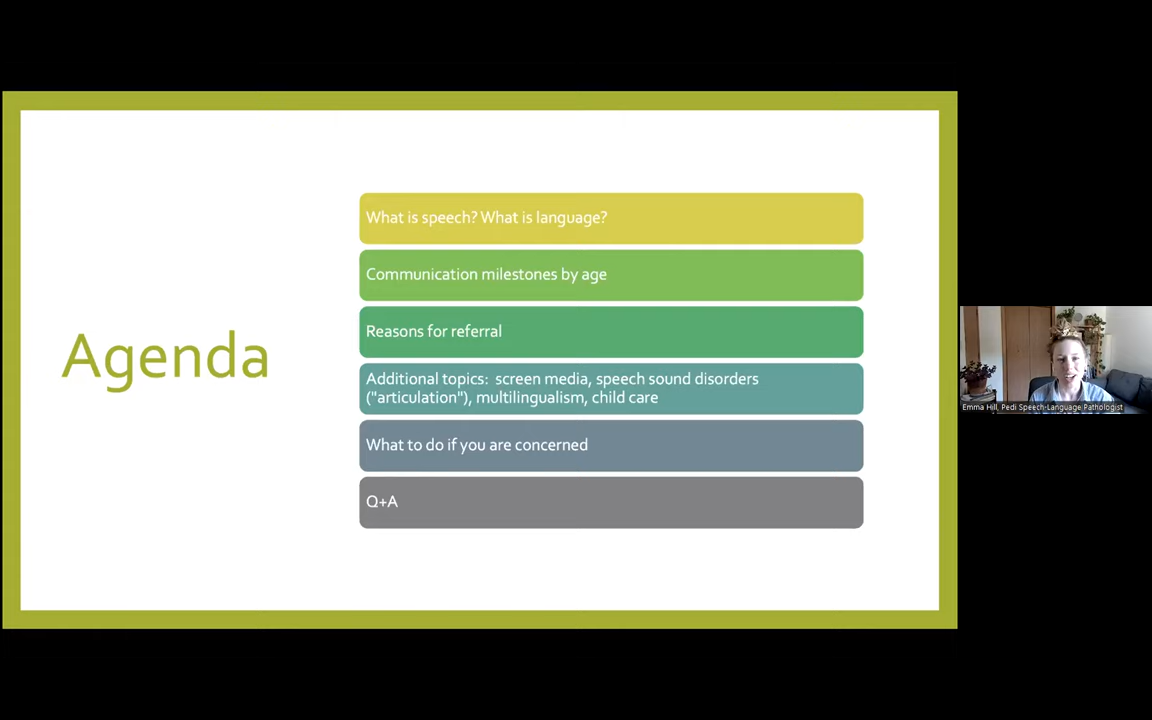 Agenda
What is speech? What is language?
Communication milestones by age
Reasons for referral
Additional topics:  screen media, speech sound disorders
("articulation"), multilingualism, child care
What to do if you are concerned
Q+A
Emma Hill, Pedi Speech-Language Pathologist